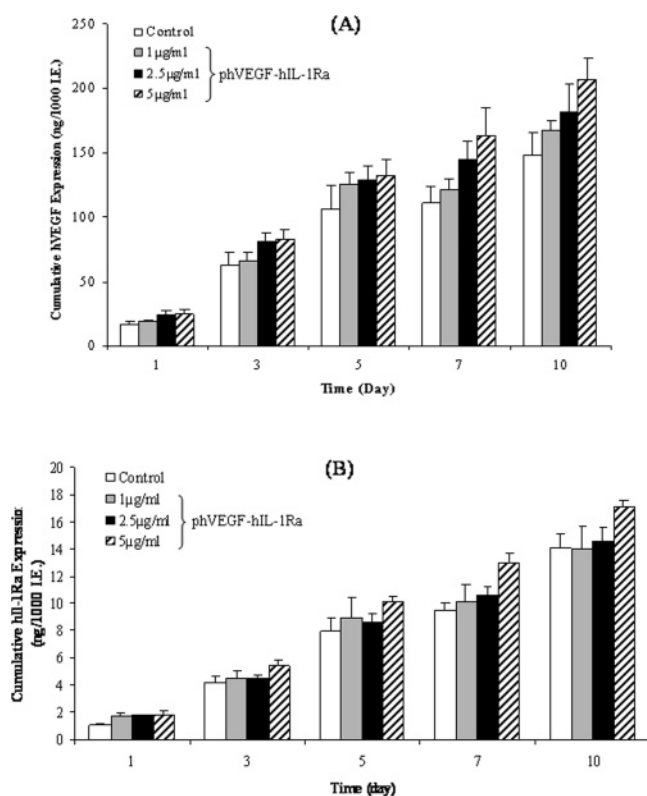 (A)
Control
1µg/ml
2.5µg/ml
5µg/ml
phVEGF-hIL-1Ra
Cumulative hVEGF Expression (ng/1000 I.E.)
300
250
200
150
100
50
0
1 3 5 7 10
Time (Day)
(B)
Control
1µg/ml
2.5µg/ml
5µg/ml
phVEGF-hIL-1Ra
Cumulative hIl-1Ra Expression
(ng/1000 I.E.)
20
18
16
14
12
10
8
6
4
2
0
1 3 5 7 10
Time (day)